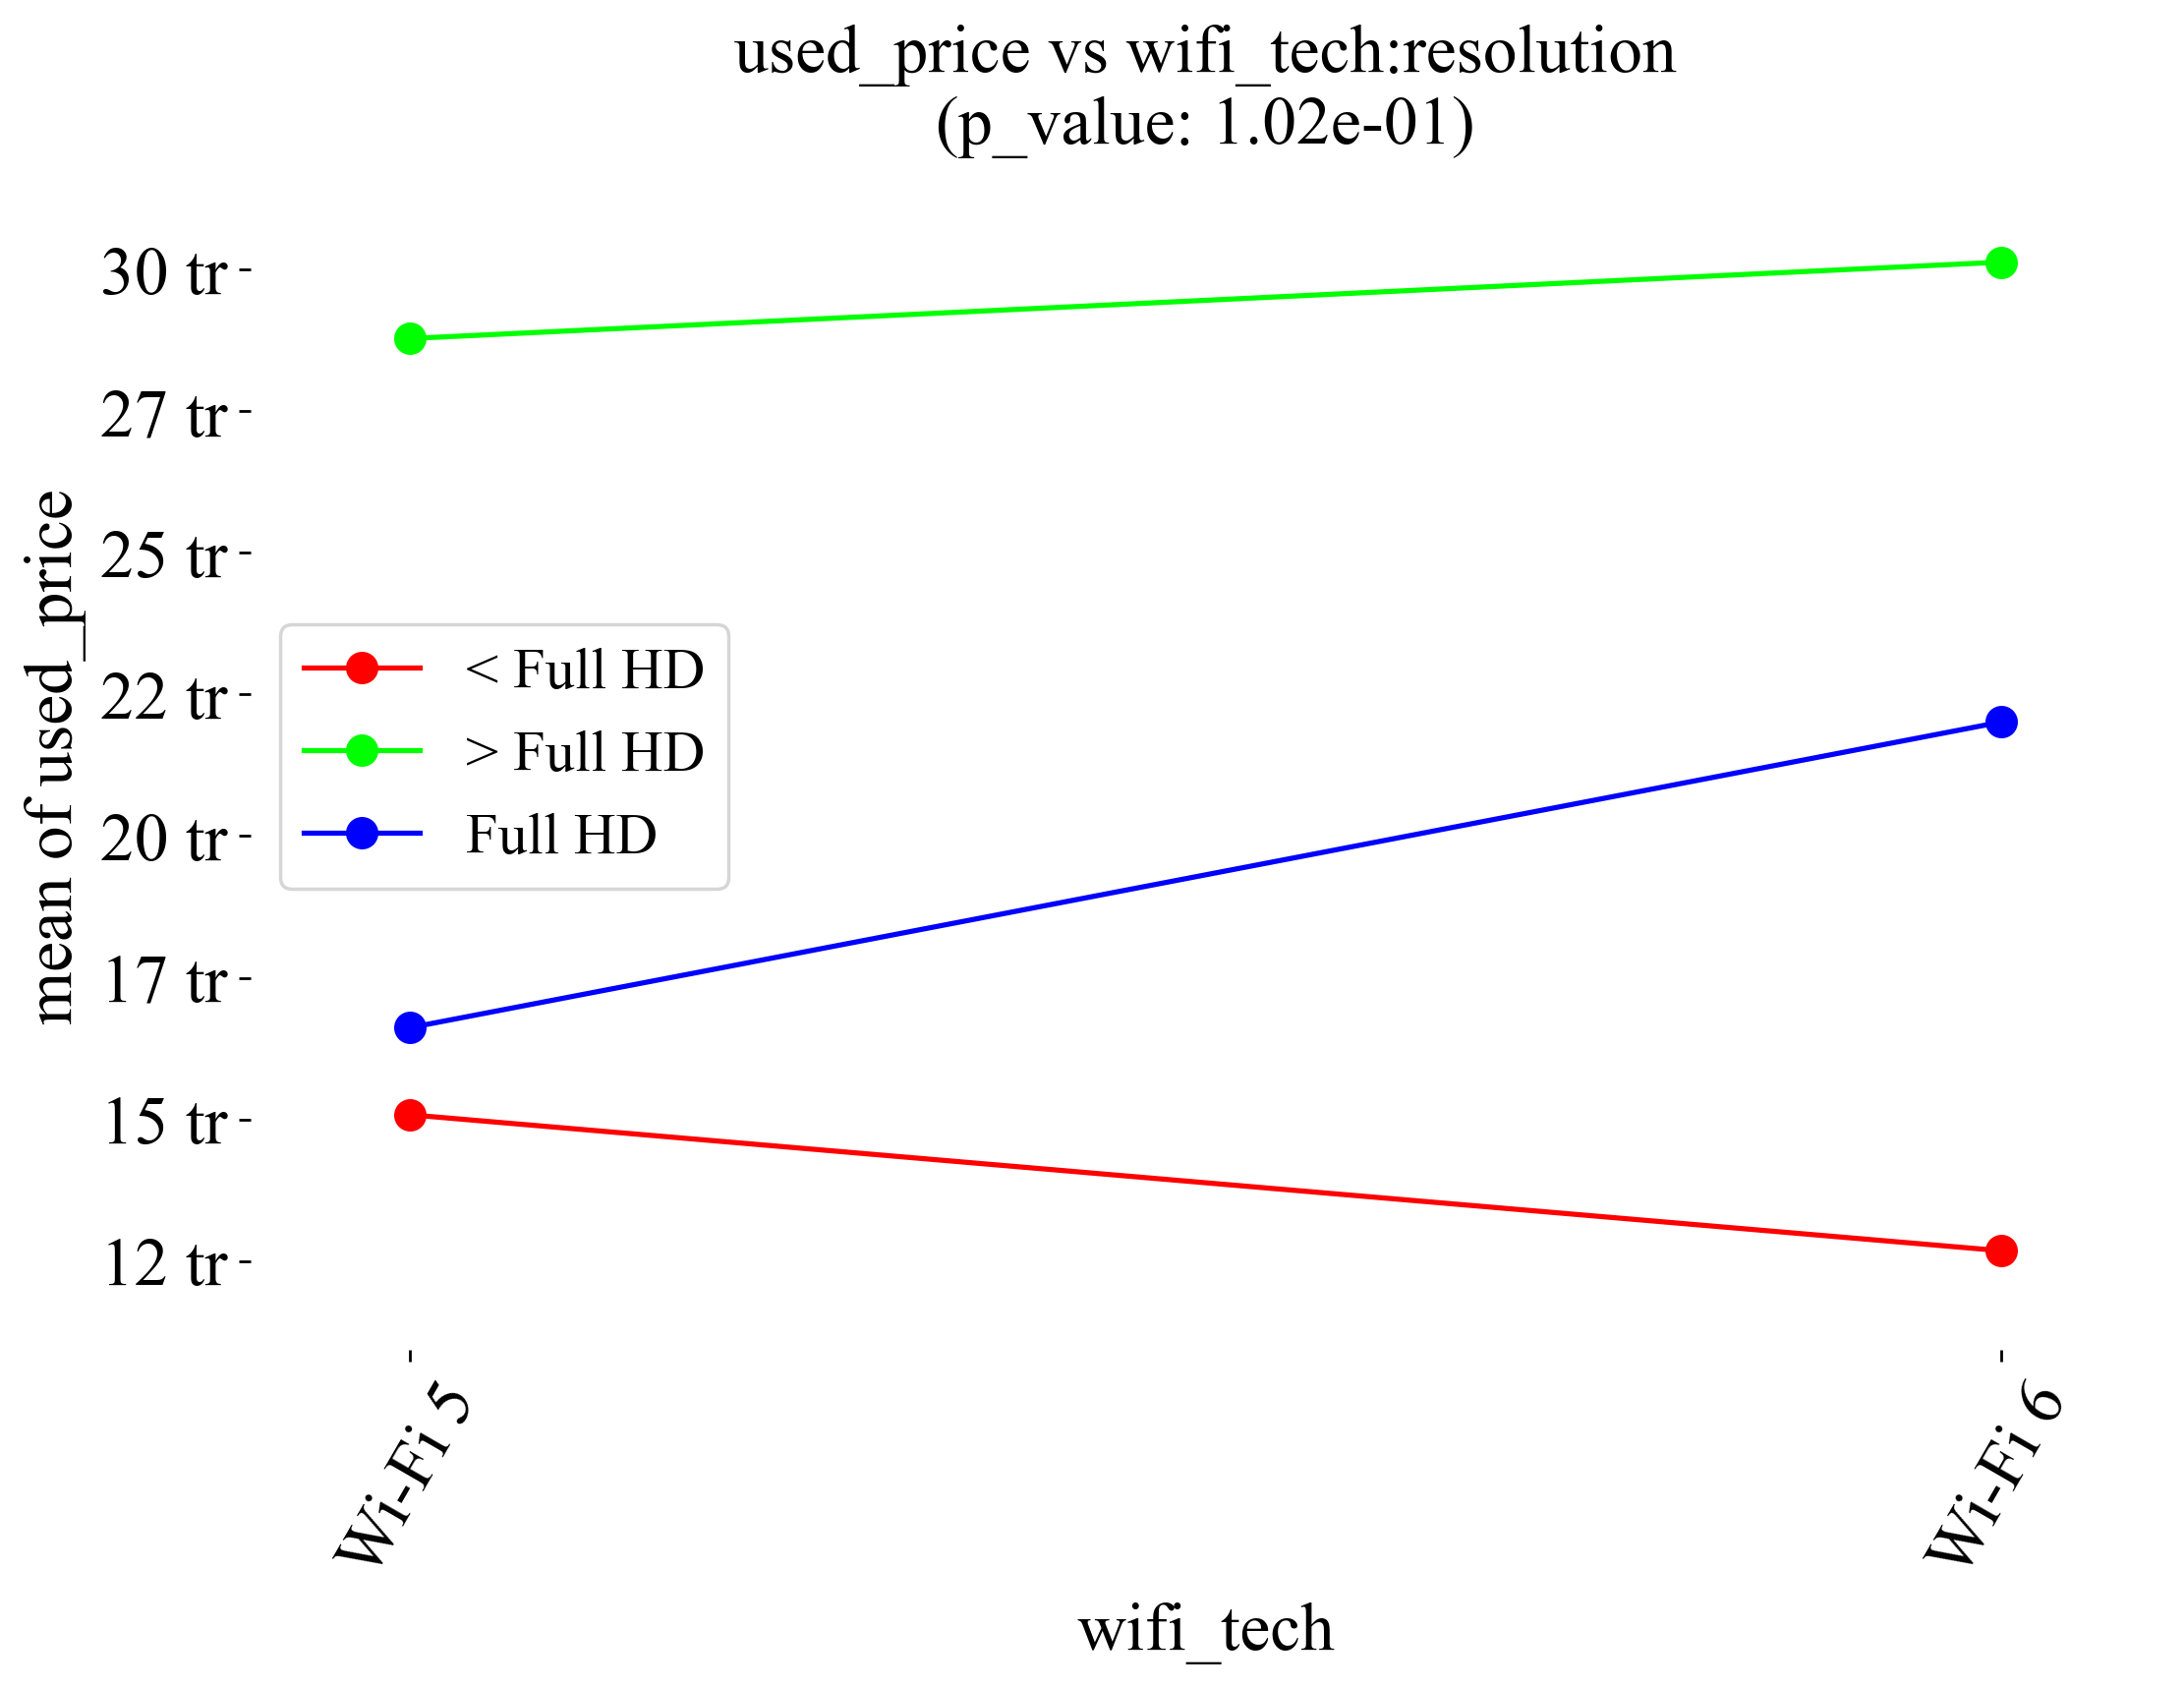 used_price vs wifi_tech:resolution
(p_value: 1.02e-01)
30 tr
27 tr
25 tr
22 tr
20 tr
17 tr
15 tr
12 tr
mean of used_price
< Full HD
> Full HD
Full HD
Wi-Fi 5
Wi-Fi 6
wifi_tech